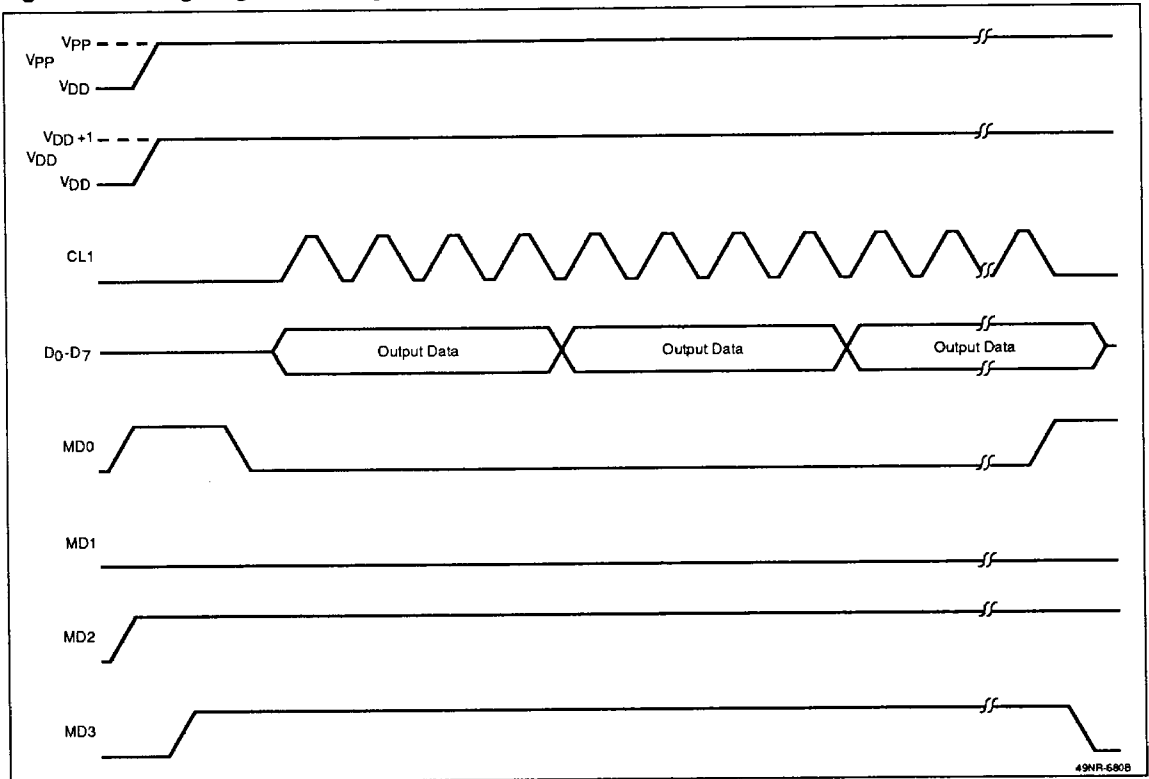 VPP
VPP
VDD
VDD +1
VDD
VDD
CL1
D0-D7
Output Data
Output Data
Output Data
MD0
MD1
MD2
MD3
49NR-680B